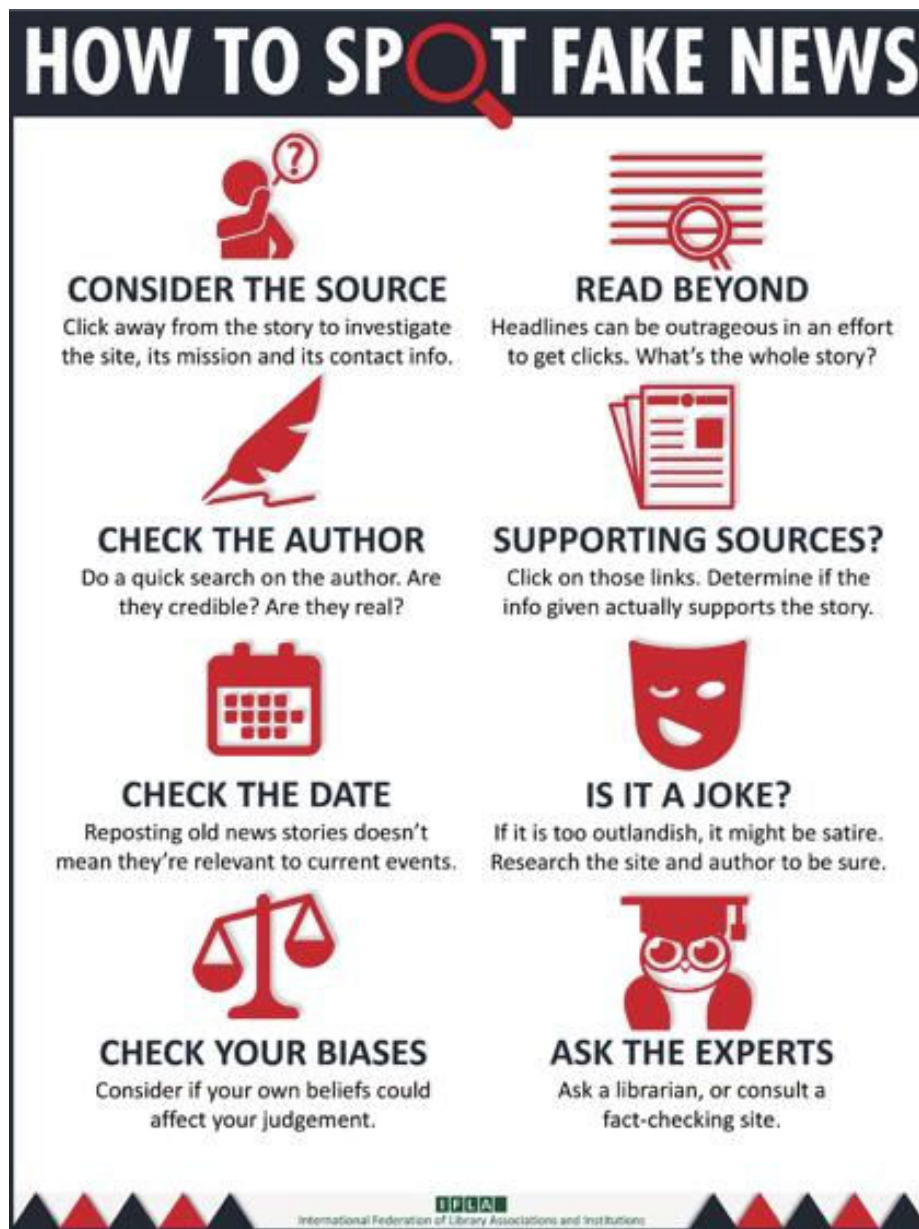 HOW TO SPOT FAKE NEWS
CONSIDER THE SOURCE
Click away from the story to investigate
the site, its mission and its contact info.
READ BEYOND
Headlines can be outrageous in an effort
to get clicks. What's the whole story?
CHECK THE AUTHOR
Do a quick search on the author. Are
they credible? Are they real?
SUPPORTING SOURCES?
Click on those links. Determine if the
info given actually supports the story.
CHECK THE DATE
Reposting old news stories doesn't
mean they're relevant to current events.
IS IT A JOKE?
If it is too outlandish, it might be satire.
Research the site and author to be sure.
CHECK YOUR BIASES
Consider if your own beliefs could
affect your judgement.
ASK THE EXPERTS
Ask a librarian, or consult a
fact-checking site.
IFLA
International Federation of Library Associations and Institutions